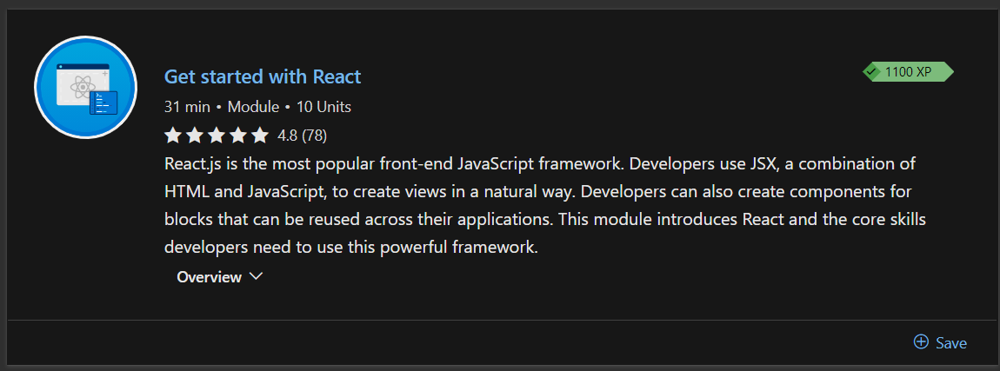 Get started with React
1100 XP
31 min • Module • 10 Units
4.8 (78)
React.js is the most popular front-end JavaScript framework. Developers use JSX, a combination of
HTML and JavaScript, to create views in a natural way. Developers can also create components for
blocks that can be reused across their applications. This module introduces React and the core skills
developers need to use this powerful framework.
Overview
Save